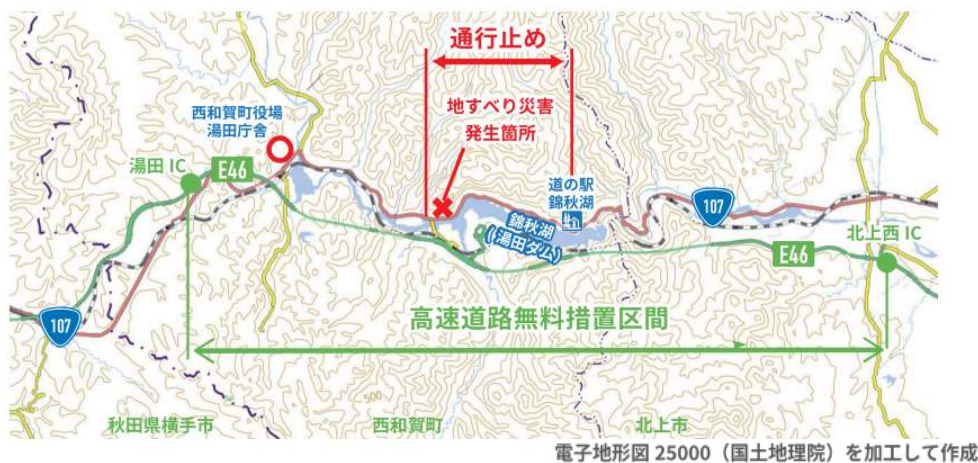 通行止め
地すべり災害
発生箇所
西和賀町役場
湯田庁舎
湯田 IC
E46
道の駅
錦秋湖
107
錦秋湖
(湯田ダム)
北上西 IC
E46
107
高速道路無料措置区間
500
秋田県横手市
西和賀町
北上市
電子地形図 25000（国土地理院）を加工して作成